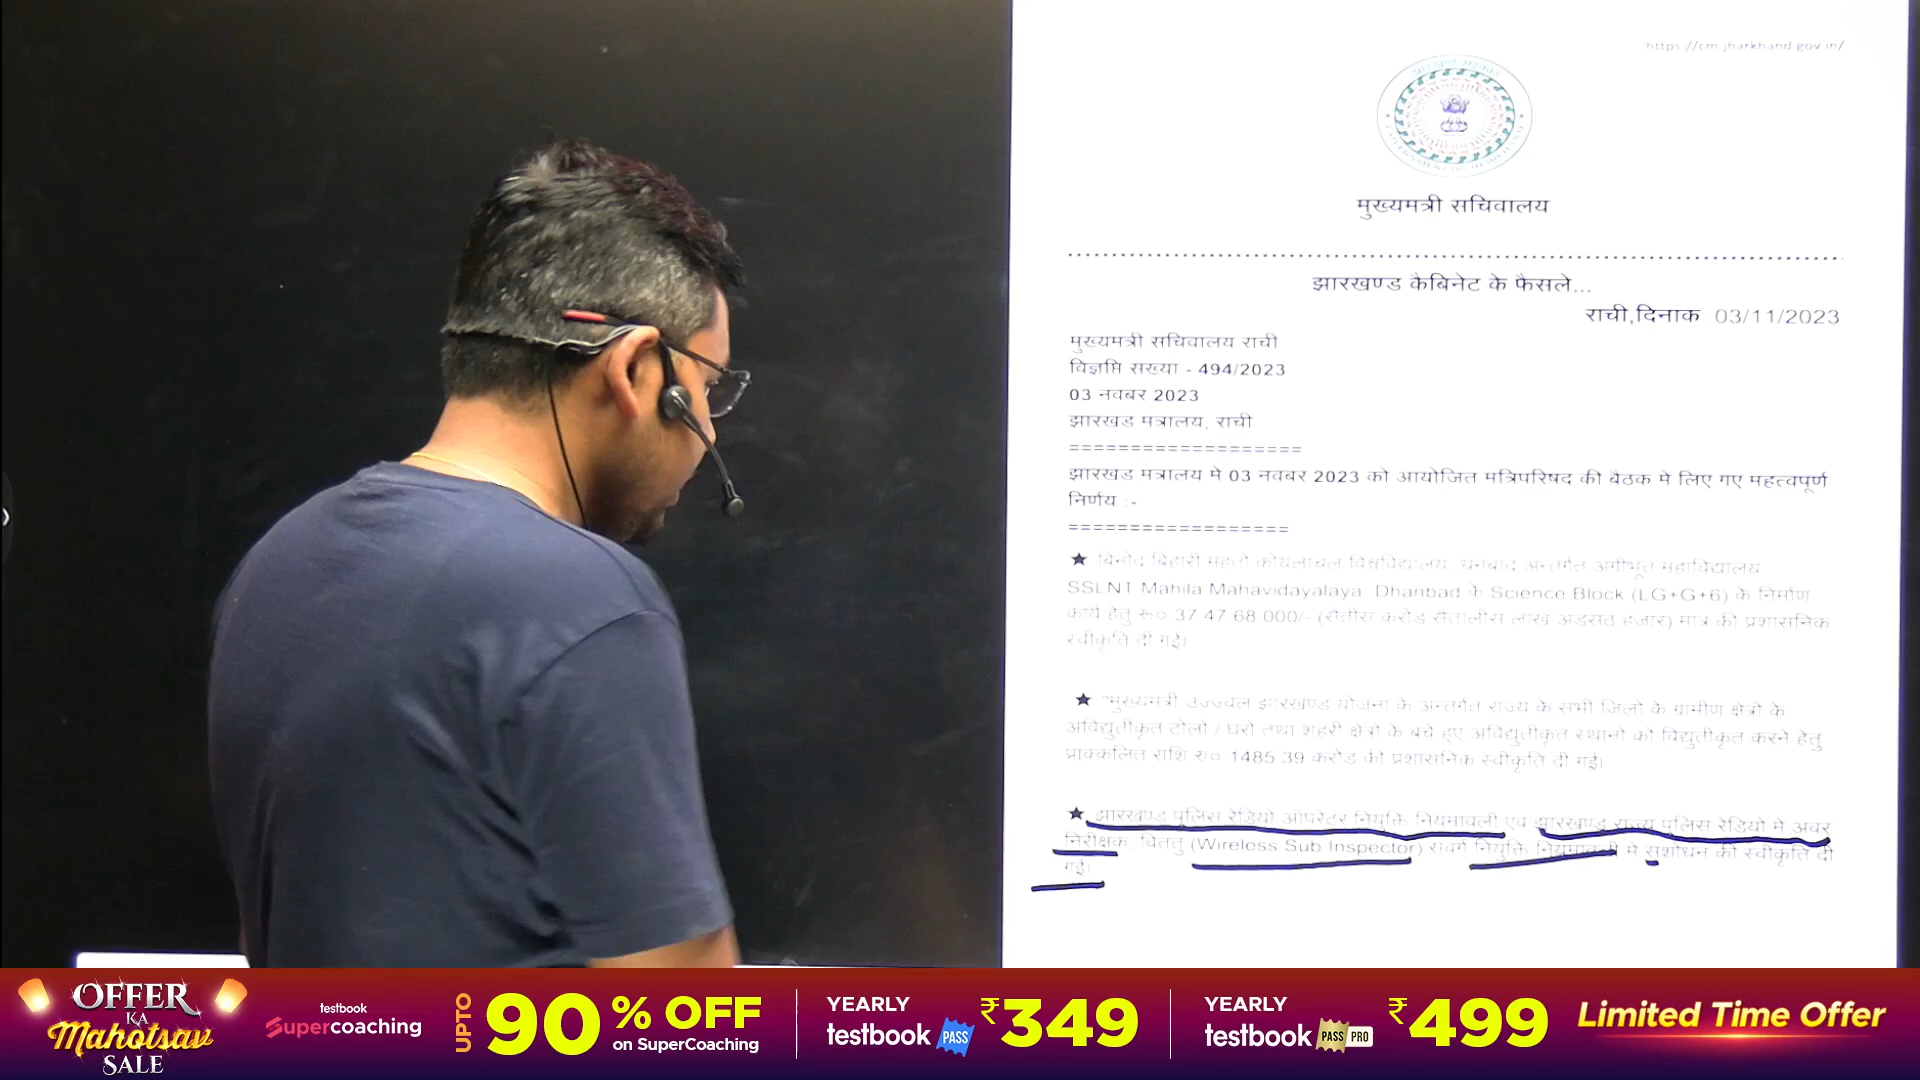 https://cm.jharkhand.gov.in/
मुख्यमंत्री सचिवालय
झारखण्ड कैबिनेट के फैसले...
रांची,दिनांक 03/11/2023
मुख्यमंत्री सचिवालय रांची
विज्ञप्ति संख्या - 494/2023
03 नवंबर 2023
झारखंड मंत्रालय, रांची
===================
झारखंड मंत्रालय में 03 नवंबर 2023 को आयोजित मंत्रिपरिषद की बैठक में लिए गए महत्वपूर्ण
निर्णय :-
==================
★ बिनोद बिहारी महतो कोयलांचल विश्वविद्यालय, धनबाद अन्तर्गत अंगीभूत महाविद्यालय
SSLNT Mahila Mahavidayalaya, Dhanbad के Science Block (LG+G+6) के निर्माण
कार्य हेतु रू० 37,47,68,000/- (सैंतीस करोड़ सैंतालीस लाख अड़सठ हजार) मात्र की प्रशासनिक
स्वीकृति दी गई।
★ "मुख्यमंत्री उज्ज्वल झारखण्ड योजना के अन्तर्गत राज्य के सभी जिलों के ग्रामीण क्षेत्रों के
अविद्युतीकृत टोलों / घरों तथा शहरी क्षेत्रों के बचे हुए अविद्युतीकृत स्थानों को विद्युतीकृत करने हेतु
प्राक्कलित राशि रू० 1485.39 करोड़ की प्रशासनिक स्वीकृति दी गई।
★ झारखण्ड पुलिस रेडियो ऑपरेटर नियुक्ति नियमावली एवं झारखण्ड राज्य पुलिस रेडियो में अवर
निरीक्षक, वितंतु (Wireless Sub Inspector) संवर्ग नियुक्ति नियमावली में संशोधन की स्वीकृति दी
गई।
OFFER
KA
Mahotsav
SALE
testbook
Supercoaching
UPTO
90% OFF
on SuperCoaching
YEARLY
testbook PASS
₹349
YEARLY
testbook PASS PRO
₹499
Limited Time Offer